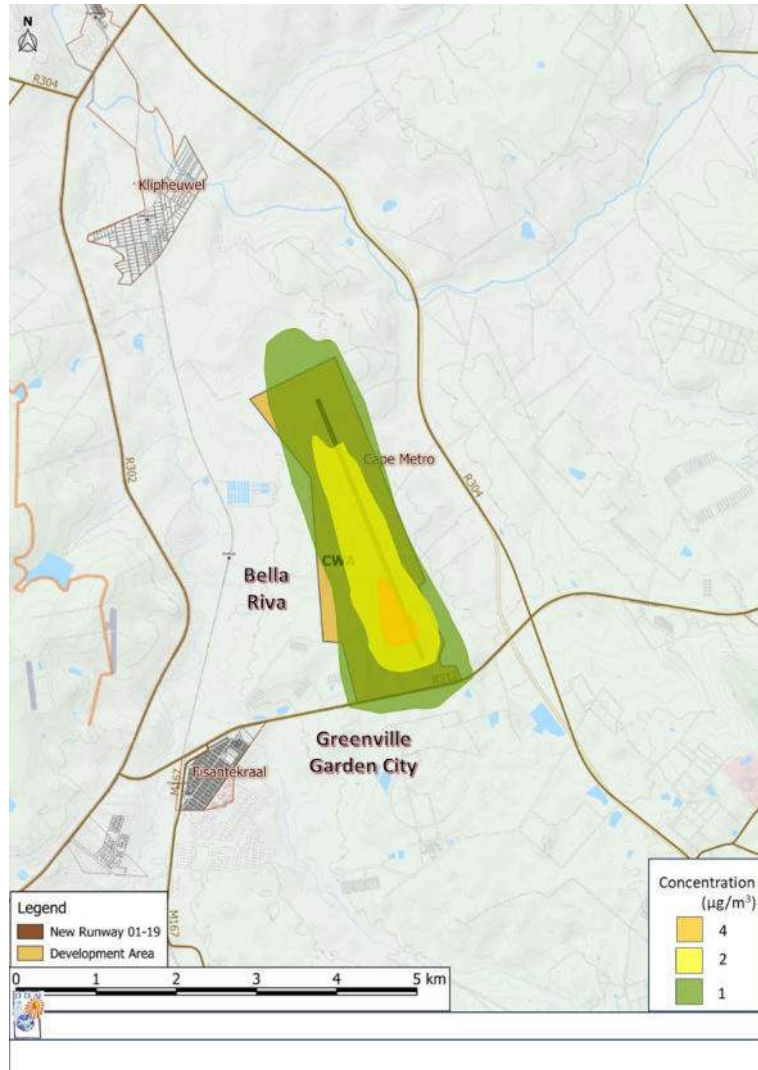 N
R304
Klipheuwel
R302
Cape Metro
R304
CWA
Bella
Riva
R312
Greenville
Garden City
Fisantekraal
M167
Legend
New Runway 01-19
Development Area
0 1 2 3 4 5 km
Concentration
(µg/m³)
4
2
1